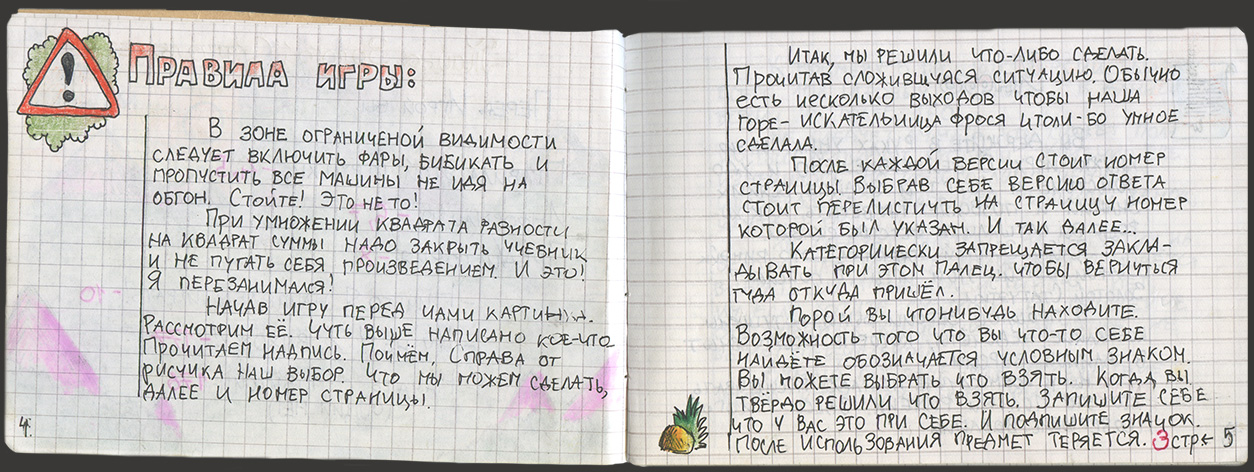 Правила игры:
В зоне ограниченой видимости
следует включить фары, бибикать и
пропустить все машины не идя на
обгон. Стойте! Это не то!
При умножении квадрата разности
на квадрат суммы надо закрыть учебник
и не пугать себя произведением. И это!
Я перезанимался!
Начав игру перед нами картинка.
Рассмотрим её. Чуть выше написано кое-что
Прочитаем надпись. Поймём. Справа от
рисунка наш выбор. Что мы можем сделать,
далее и номер страницы.
4.
Итак, мы решили что-либо сделать.
Прочитав сложившуяся ситуацию. Обычно
есть несколько выходов чтобы наша
горе- искательница Фрося чтоли-бо умное
сделала.
После каждой версии стоит номер
страницы. Выбрав себе версию ответа
стоит перелистнуть на страницу номер
которой был указан. И так далее...
Категорически запрещается закла-
дывать при этом палец. Чтобы вернуться
туда откуда пришёл.
Порой вы чтонибудь находите.
Возможность того что вы что-то себе
найдёте обозначается условным знаком.
Вы можете выбрать что взять. Когда вы
твёрдо решили что взять. Запишите себе
что у вас это при себе. И подпишите значок.
После использования предмет теряется. 3 стр← 5